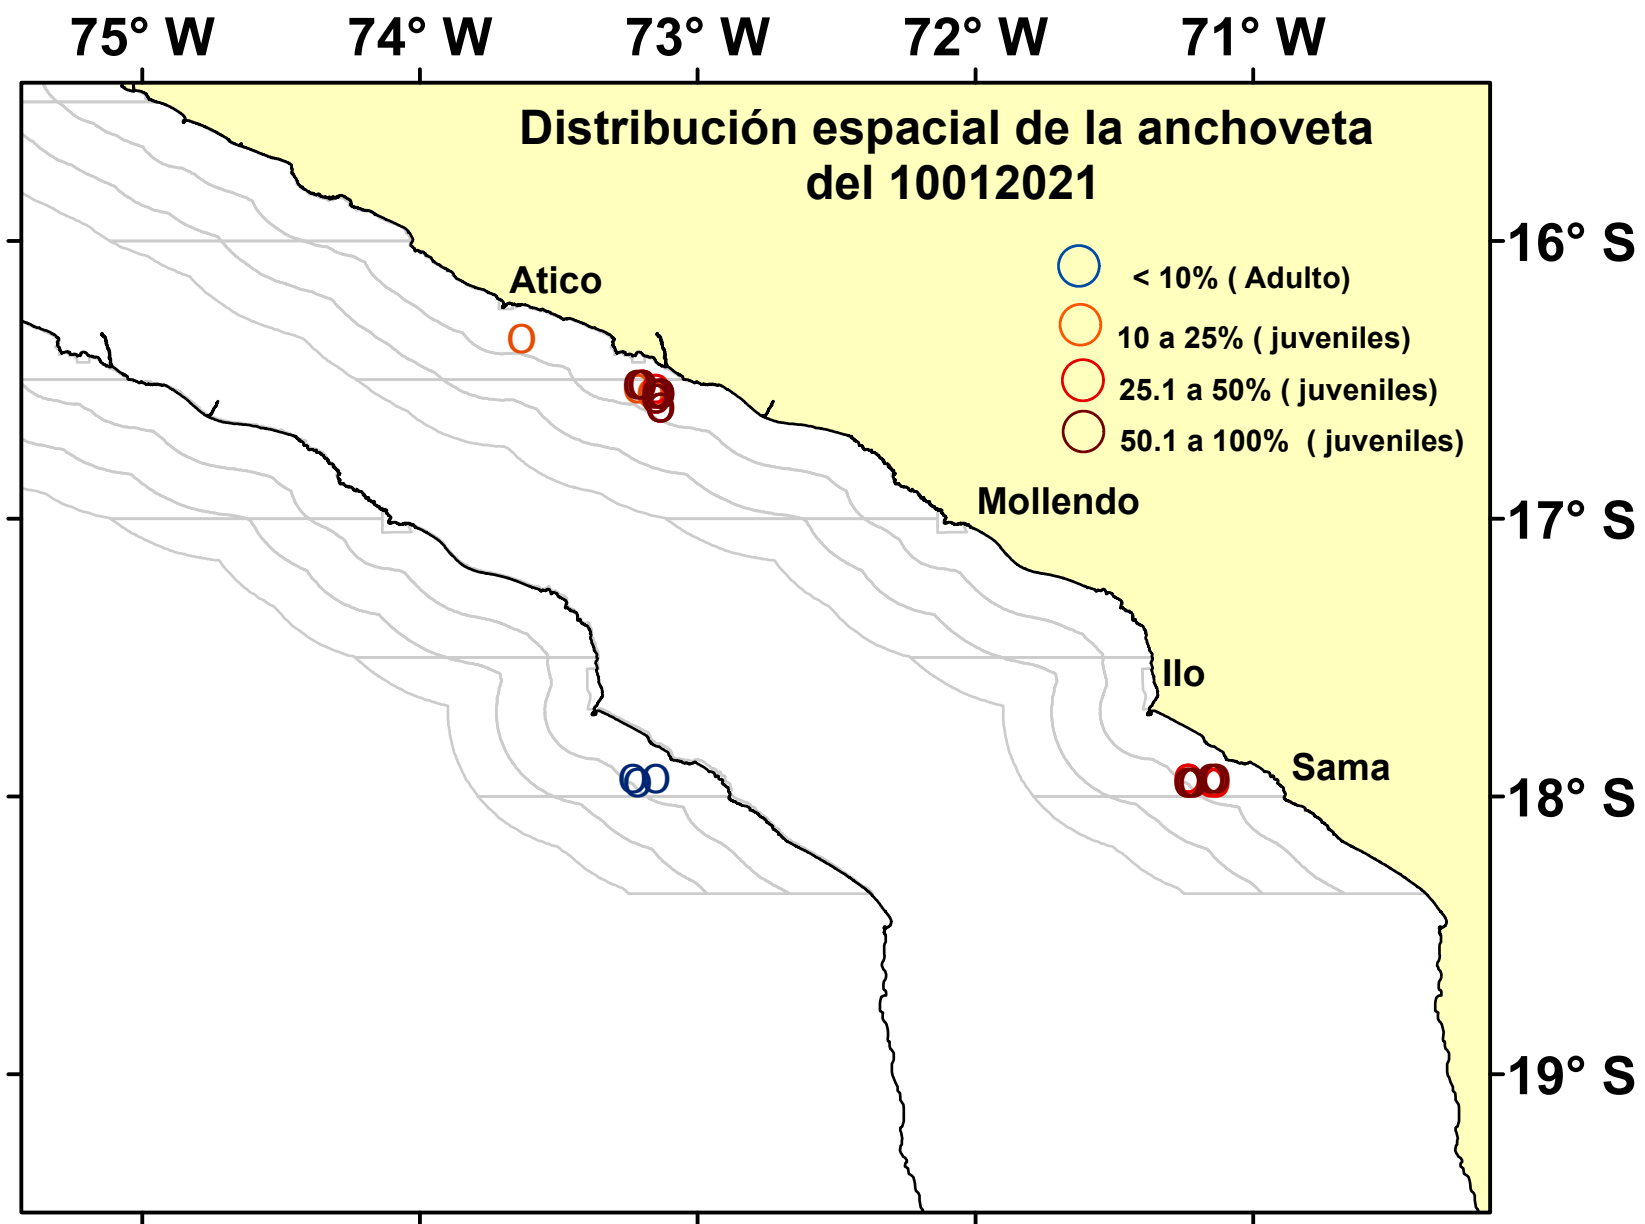 75° W 74° W 73° W 72° W 71° W
Distribución espacial de la anchoveta
del 10012021
16° S
< 10% ( Adulto)
Atico
10 a 25% ( juveniles)
25.1 a 50% ( juveniles)
50.1 a 100% ( juveniles)
Mollendo
17° S
Ilo
Sama
18° S
19° S